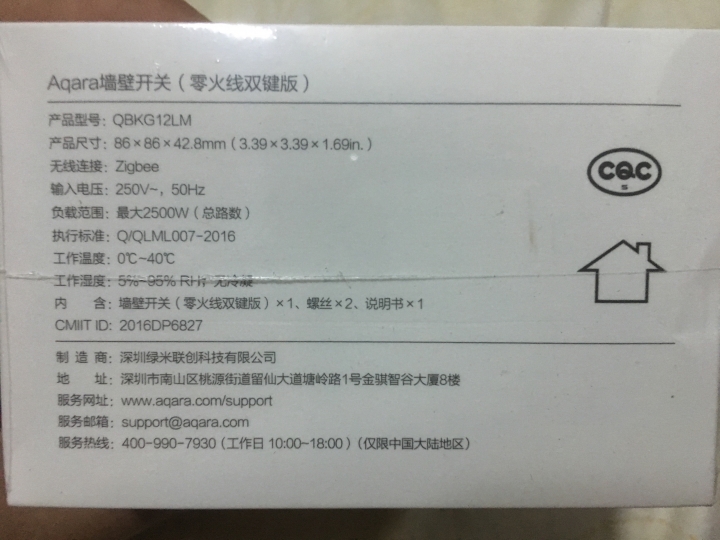 Aqara墙壁开关（零火线双键版）
产品型号：QBKG12LM
产品尺寸：86×86×42.8mm（3.39×3.39×1.69in.）
无线连接：Zigbee
输入电压：250V~，50Hz
负载范围：最大2500W（总路数）
执行标准：Q/QLML007-2016
工作温度：0℃~40℃
工作湿度：5%~95% RH，无冷凝
内　　含：墙壁开关（零火线双键版）×1、螺丝×2、说明书×1
CMIIT ID：2016DP6827
制 造 商：深圳绿米联创科技有限公司
地　　址：深圳市南山区桃源街道留仙大道塘岭路1号金骐智谷大厦8楼
服务网址：www.aqara.com/support
服务邮箱：support@aqara.com
服务热线：400-990-7930（工作日 10:00~18:00）（仅限中国大陆地区）
CQC
S